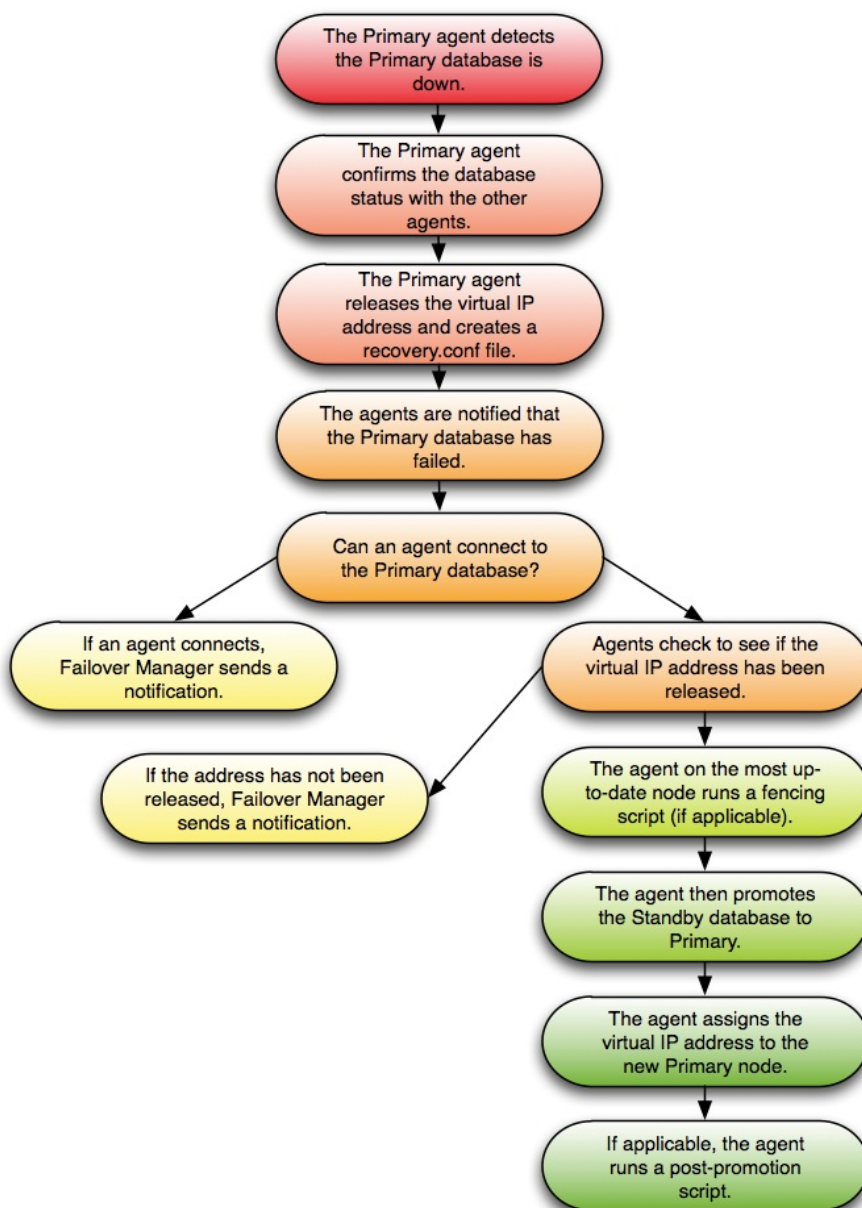 The Primary agent detects
the Primary database is
down.
The Primary agent
confirms the database
status with the other
agents.
The Primary agent
releases the virtual IP
address and creates a
recovery.conf file.
The agents are notified that
the Primary database has
failed.
Can an agent connect to
the Primary database?
If an agent connects,
Failover Manager sends a
notification.
Agents check to see if the
virtual IP address has been
released.
If the address has not been
released, Failover Manager
sends a notification.
The agent on the most up-
to-date node runs a fencing
script (if applicable).
The agent then promotes
the Standby database to
Primary.
The agent assigns the
virtual IP address to the
new Primary node.
If applicable, the agent
runs a post-promotion
script.